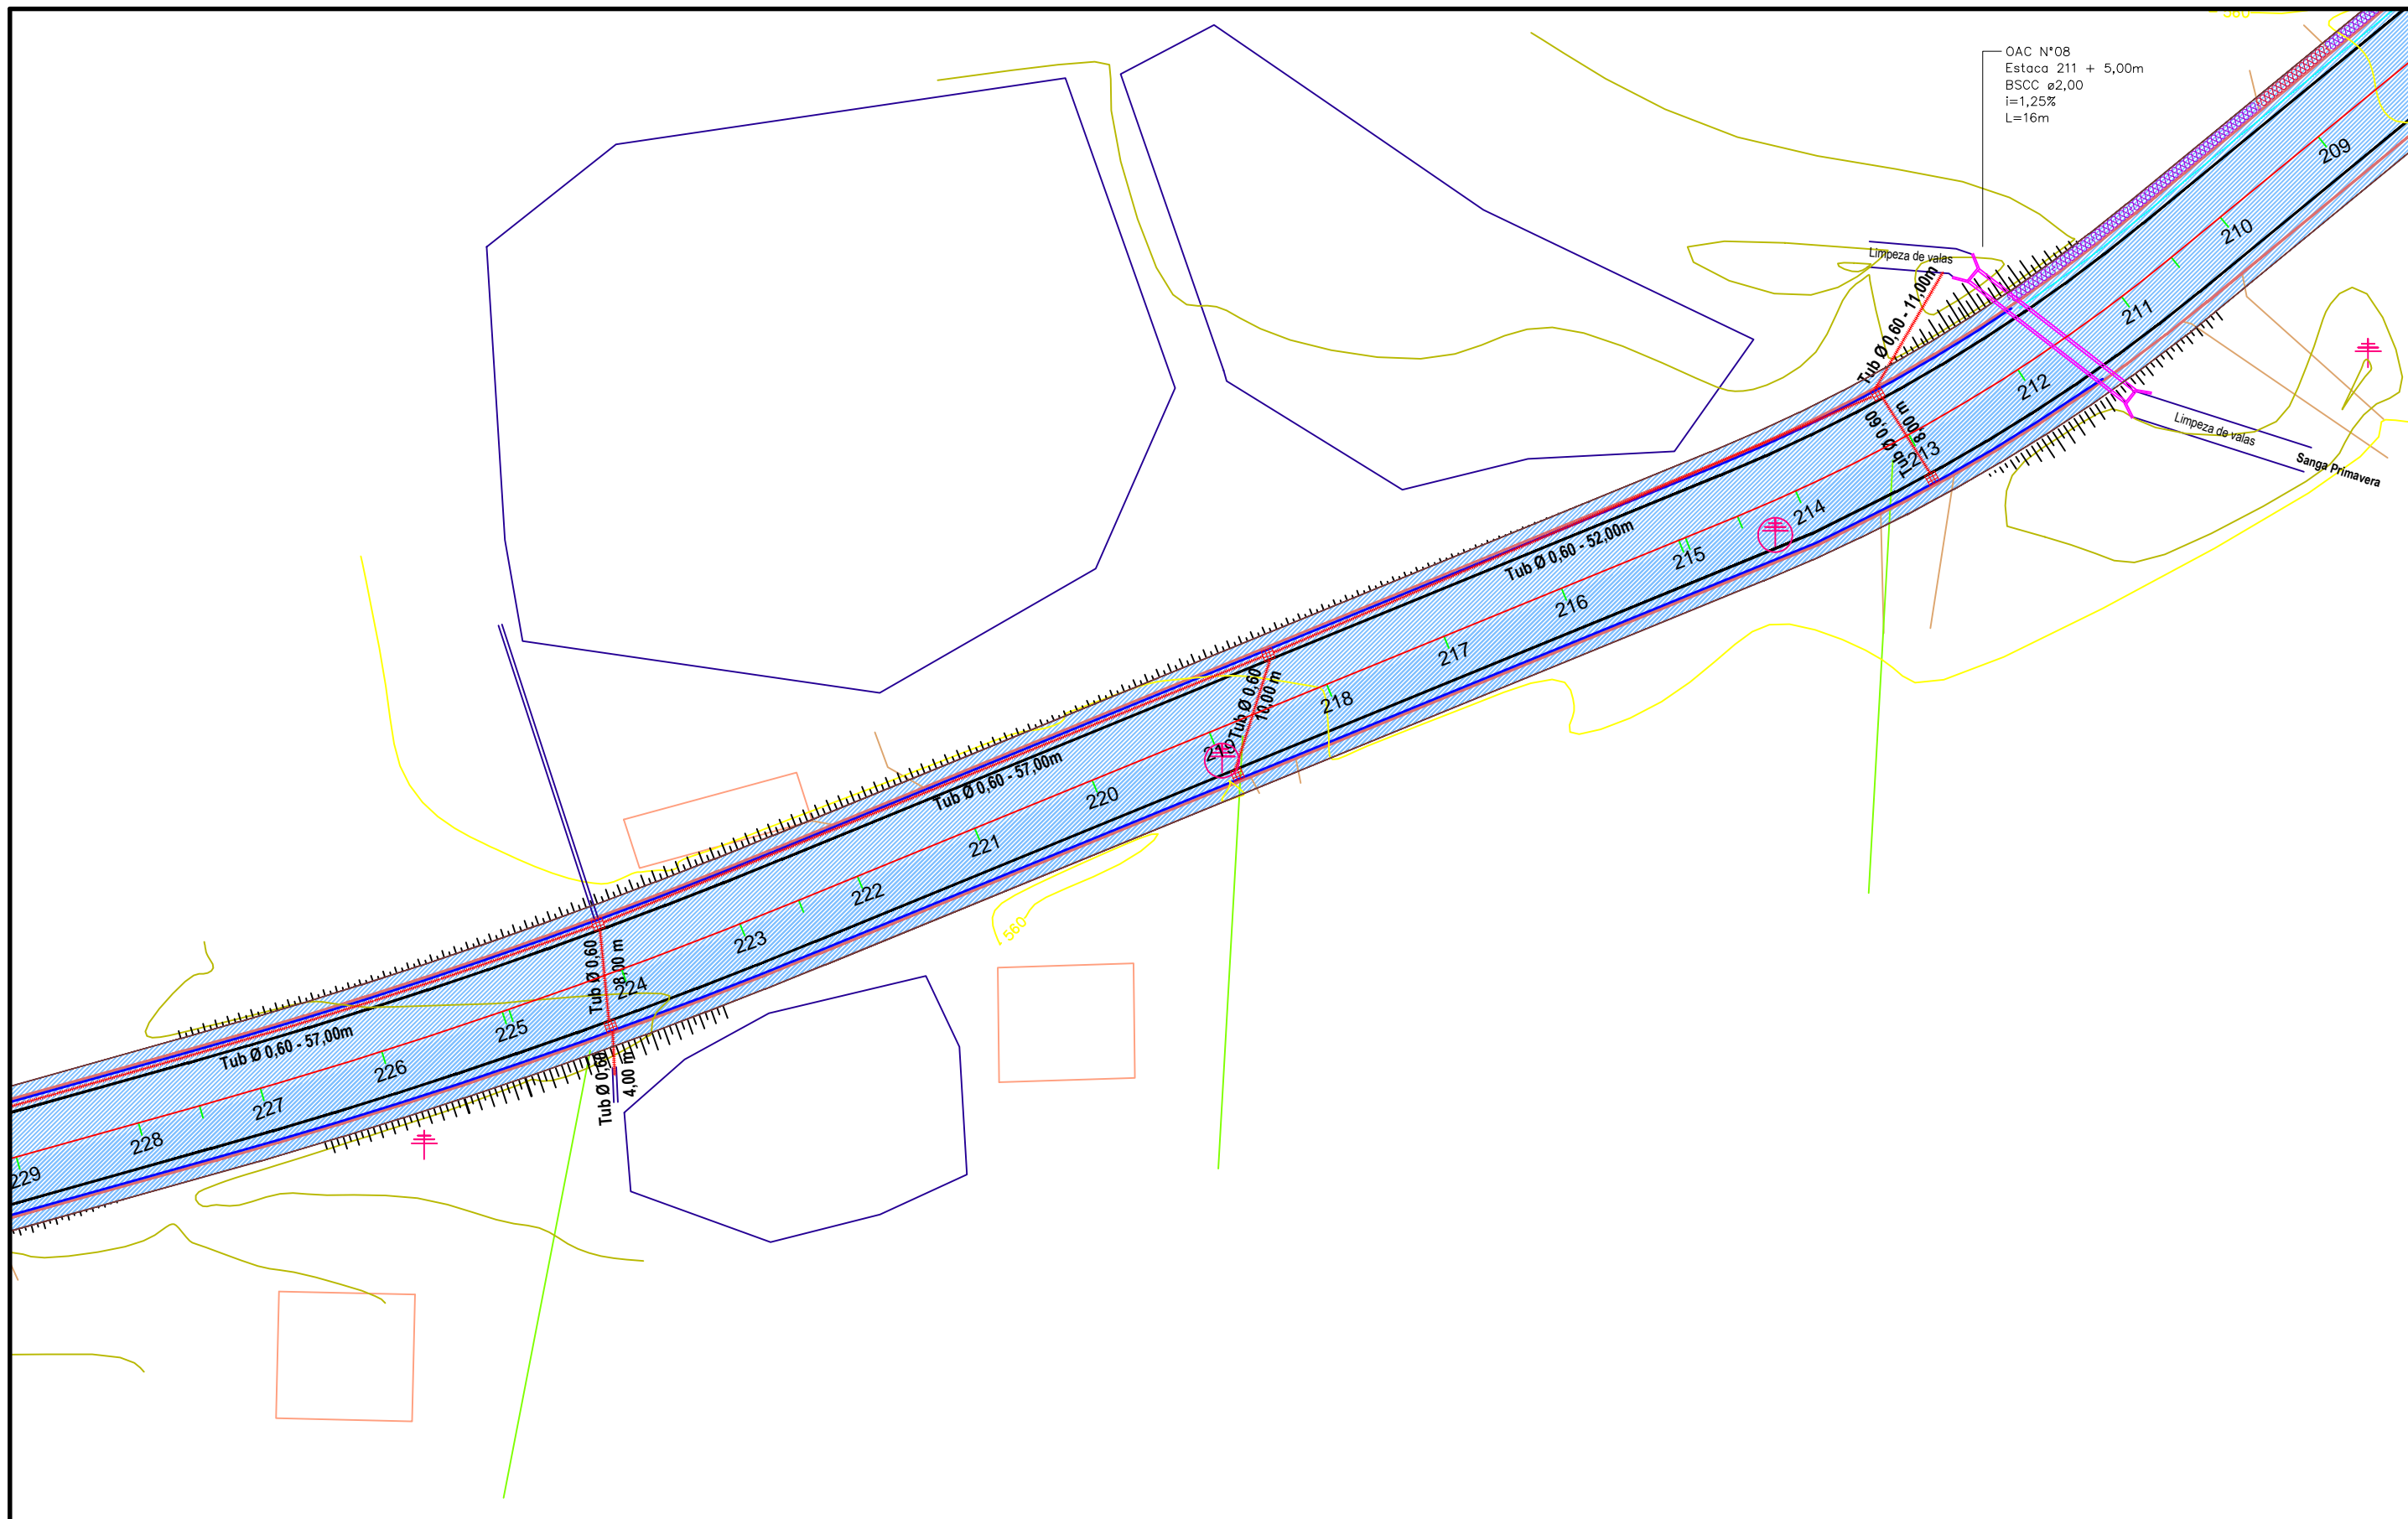 580
OAC N°08
Estaca 211 + 5,00m
BSCC ø2,00
i=1,25%
L=16m
209
210
211
212
213
214
215
216
217
218
219
220
221
222
223
224
225
226
227
228
229
Limpeza de valas
Tub Ø 0,60 - 11,00m
Tub Ø 0,60
8,00 m
Limpeza de valas
Sanga Primavera
Tub Ø 0,60 - 52,00m
Tub Ø 0,60
10,00 m
Tub Ø 0,60 - 57,00m
560
Tub Ø 0,60
8,00 m
Tub Ø 0,60
4,00 m
Tub Ø 0,60 - 57,00m